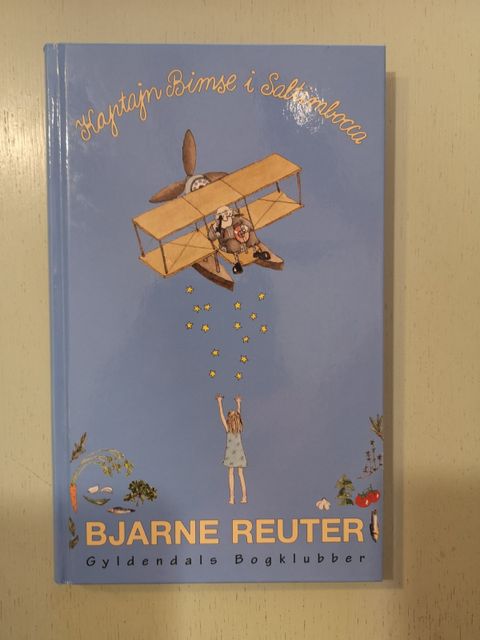 Kaptajn Bimse i Saltimbocca
BJARNE REUTER
Gyldendals Bogklubber